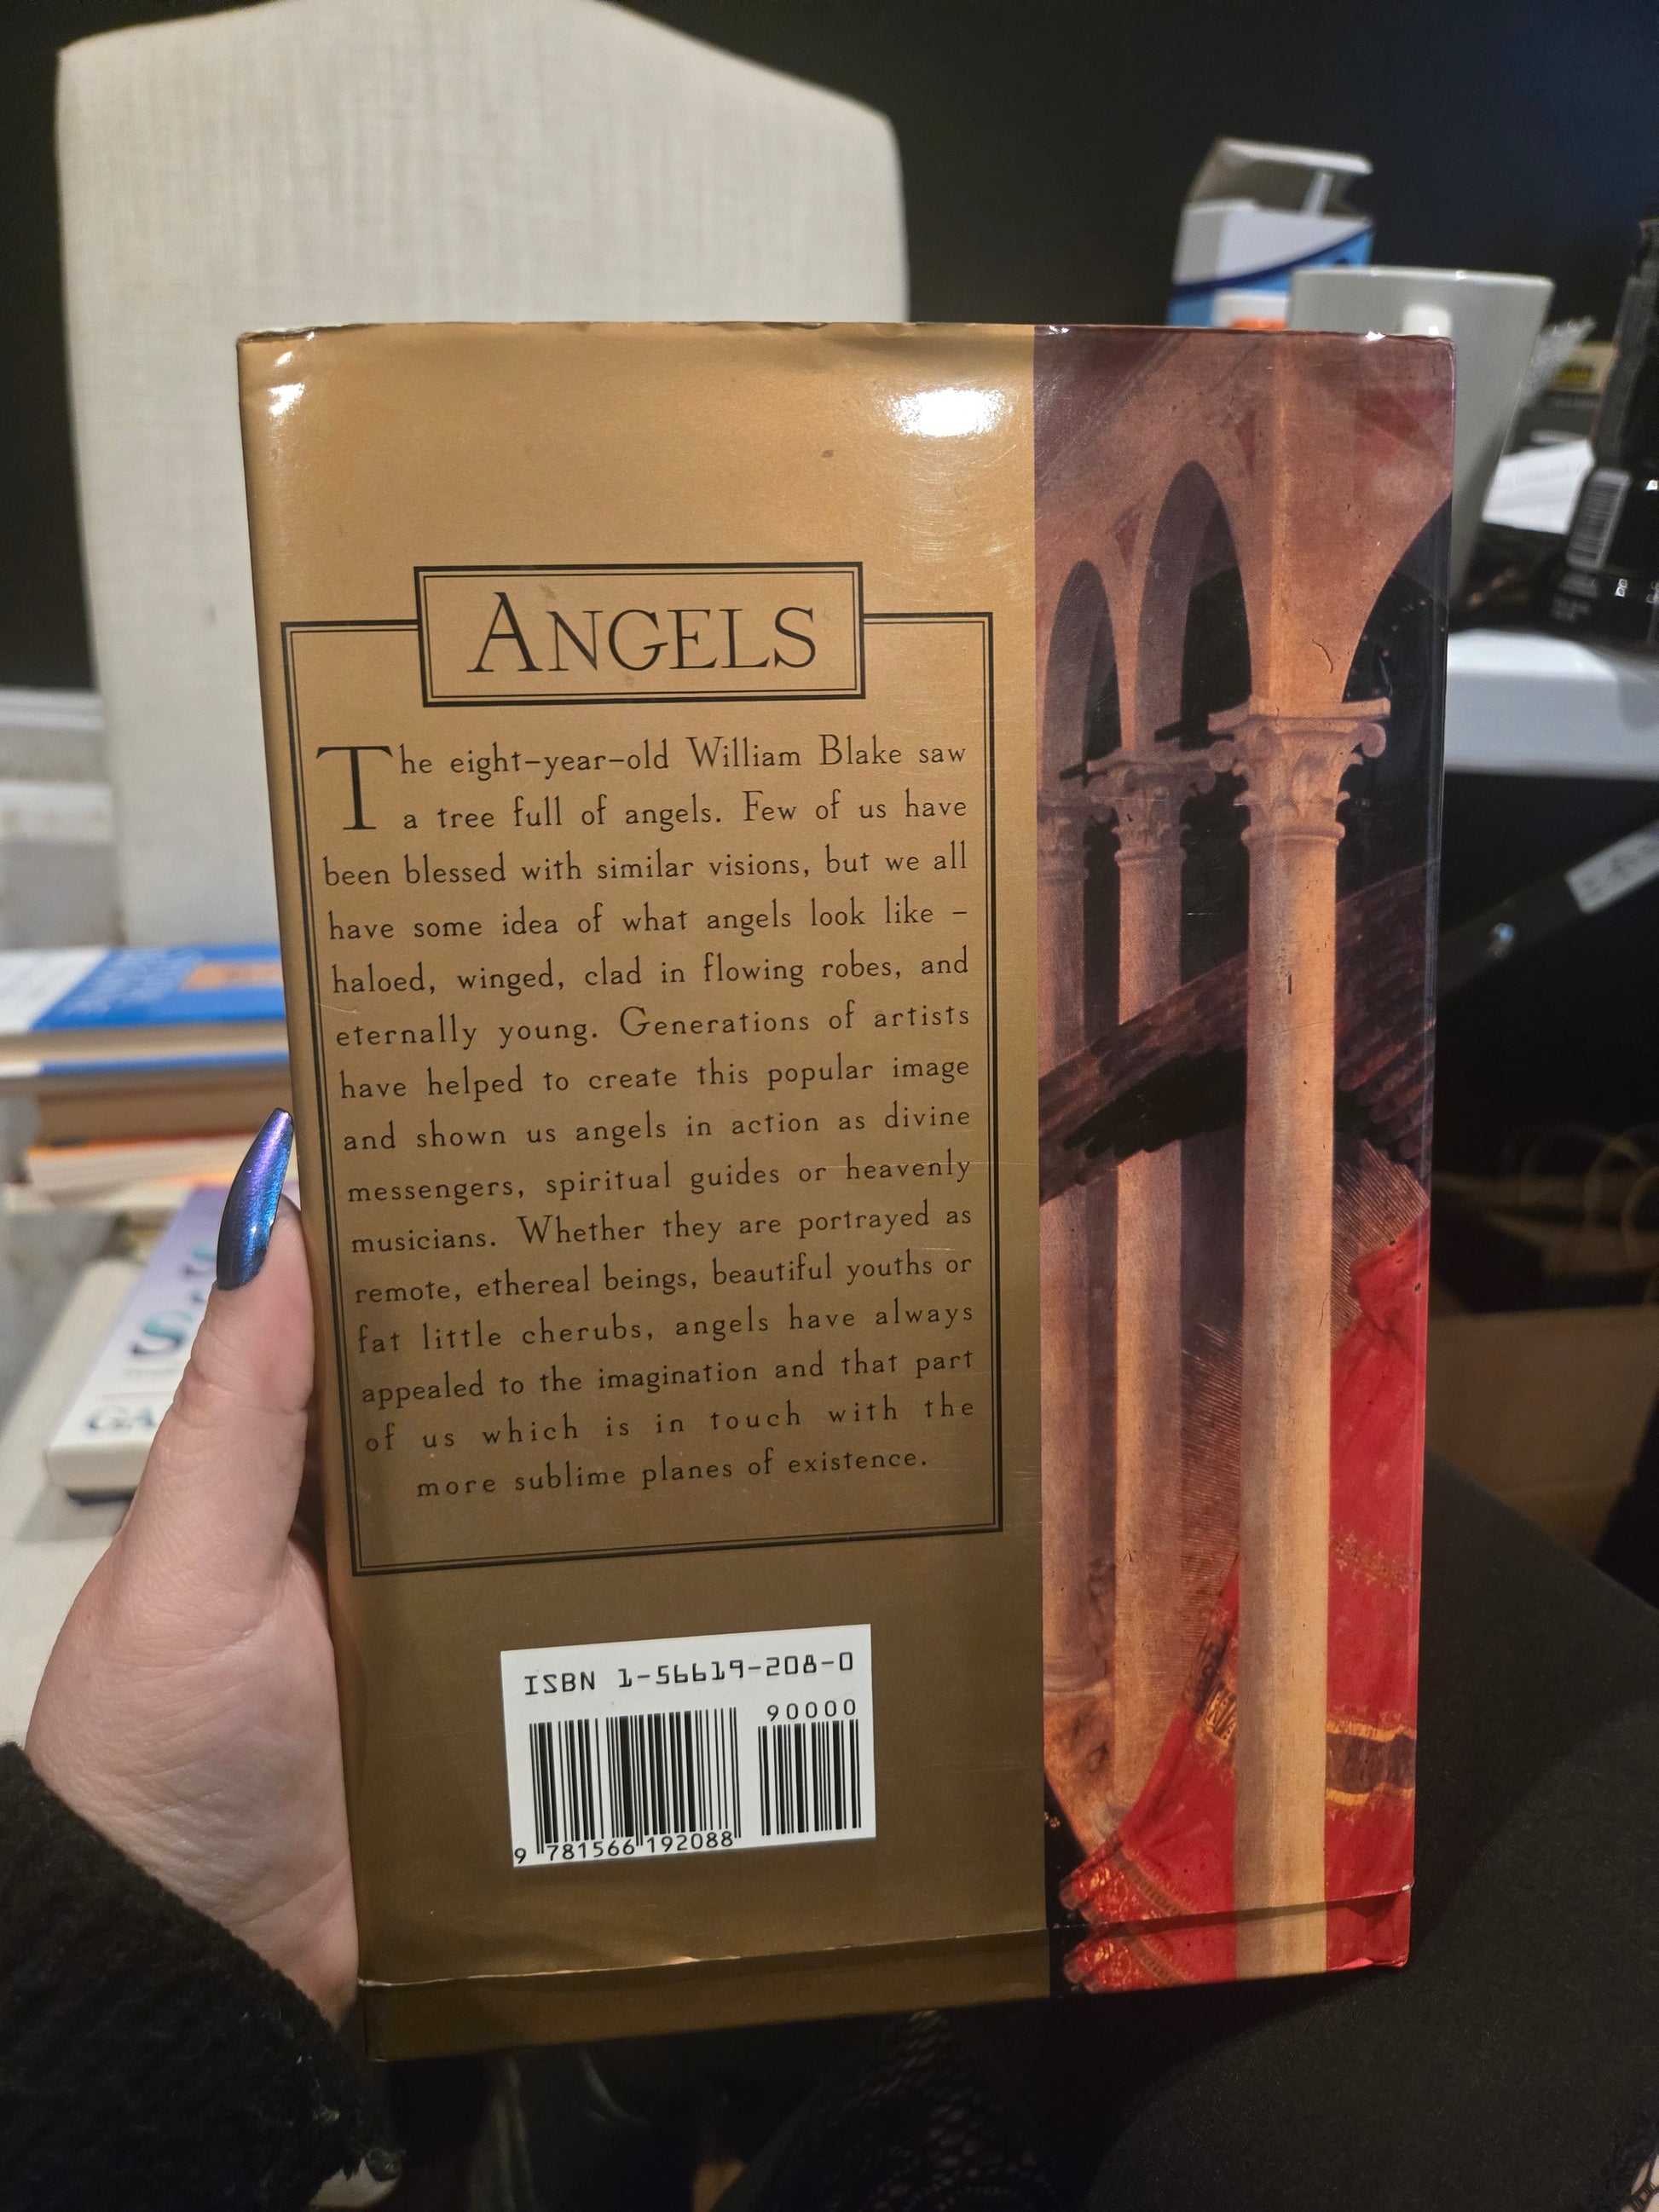 ANGELS
The eight-year-old William Blake saw
a tree full of angels. Few of us have
been blessed with similar visions, but we all
have some idea of what angels look like –
haloed, winged, clad in flowing robes, and
eternally young. Generations of artists
have helped to create this popular image
and shown us angels in action as divine
messengers, spiritual guides or heavenly
musicians. Whether they are portrayed as
remote, ethereal beings, beautiful youths or
fat little cherubs, angels have always
appealed to the imagination and that part
of us which is in touch with the
more sublime planes of existence.
ISBN 1-56619-208-0
90000
9 781566 192088